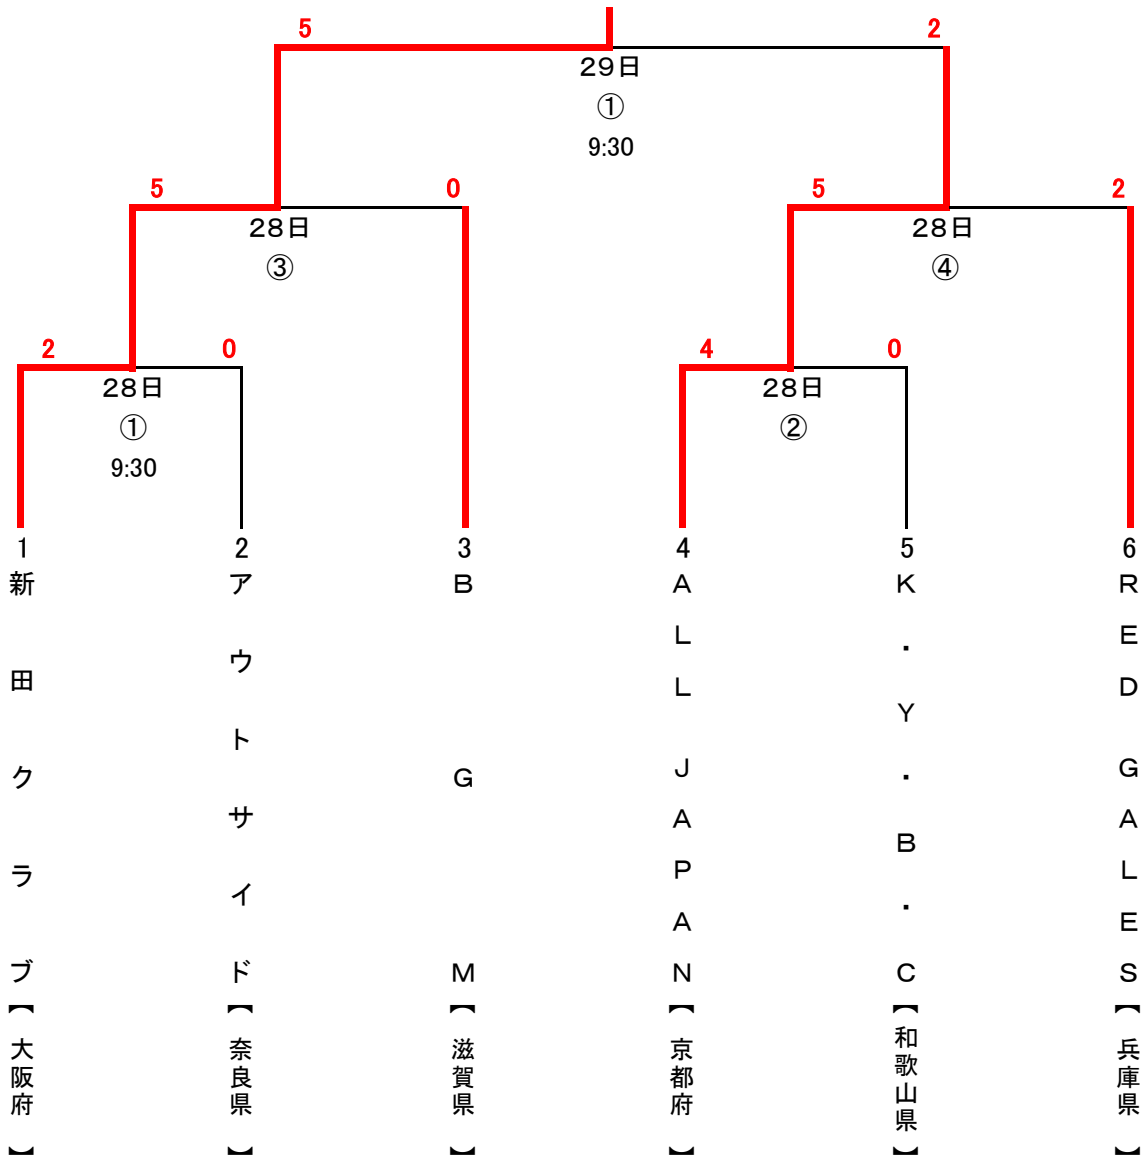 5 2
29日
①
9:30
5 0 5 2
28日 28日
③ ④
2 0 4 0
28日 28日
① ②
9:30
1 2 3 4 5 6
新田クラブ【大阪府】
アウトサイド【奈良県】
ＢＧＭ【滋賀県】
ＡＬＬ ＪＡＰＡＮ【京都府】
Ｋ．Ｙ．Ｂ．Ｃ【和歌山県】
ＲＥＤ ＧＡＬＥＳ【兵庫県】